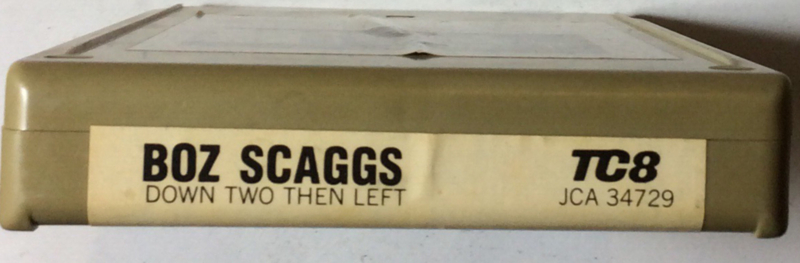 BOZ SCAGGS
DOWN TWO THEN LEFT
TC8
JCA 34729